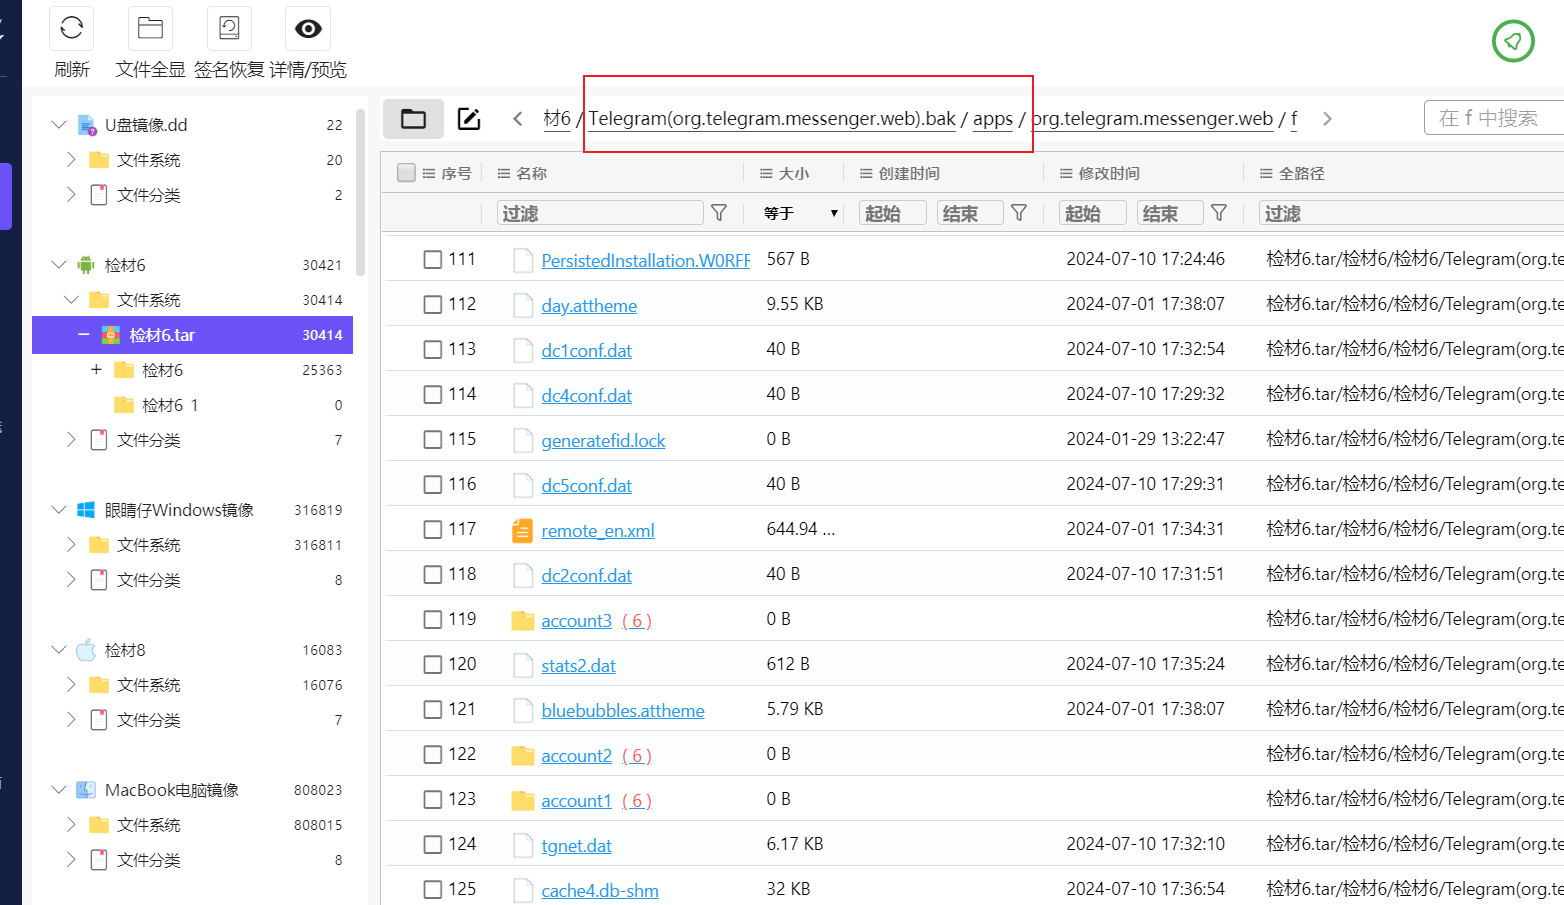 刷新 文件全显 签名恢复 详情/预览
U盘镜像.dd 22
文件系统 20
文件分类 2
检材6 30421
文件系统 30414
检材6.tar 30414
检材6 25363
检材6_1 0
文件分类 7
眼睛仔Windows镜像 316819
文件系统 316811
文件分类 8
检材8 16083
文件系统 16076
文件分类 7
MacBook电脑镜像 808023
文件系统 808015
文件分类 8
材6 / Telegram(org.telegram.messenger.web).bak / apps / org.telegram.messenger.web / f 在 f 中搜索
序号 名称 大小 创建时间 修改时间 全路径
过滤 等于 起始 结束 起始 结束 过滤
111 PersistedInstallation.W0RFF 567 B 2024-07-10 17:24:46 检材6.tar/检材6/检材6/Telegram(org.te
112 day.attheme 9.55 KB 2024-07-01 17:38:07 检材6.tar/检材6/检材6/Telegram(org.te
113 dc1conf.dat 40 B 2024-07-10 17:32:54 检材6.tar/检材6/检材6/Telegram(org.te
114 dc4conf.dat 40 B 2024-07-10 17:29:32 检材6.tar/检材6/检材6/Telegram(org.te
115 generatefid.lock 0 B 2024-01-29 13:22:47 检材6.tar/检材6/检材6/Telegram(org.te
116 dc5conf.dat 40 B 2024-07-10 17:29:31 检材6.tar/检材6/检材6/Telegram(org.te
117 remote_en.xml 644.94 ... 2024-07-01 17:34:31 检材6.tar/检材6/检材6/Telegram(org.te
118 dc2conf.dat 40 B 2024-07-10 17:31:51 检材6.tar/检材6/检材6/Telegram(org.te
119 account3 ( 6 ) 0 B 检材6.tar/检材6/检材6/Telegram(org.te
120 stats2.dat 612 B 2024-07-10 17:35:24 检材6.tar/检材6/检材6/Telegram(org.te
121 bluebubbles.attheme 5.79 KB 2024-07-01 17:38:07 检材6.tar/检材6/检材6/Telegram(org.te
122 account2 ( 6 ) 0 B 检材6.tar/检材6/检材6/Telegram(org.te
123 account1 ( 6 ) 0 B 检材6.tar/检材6/检材6/Telegram(org.te
124 tgnet.dat 6.17 KB 2024-07-10 17:32:10 检材6.tar/检材6/检材6/Telegram(org.te
125 cache4.db-shm 32 KB 2024-07-10 17:36:54 检材6.tar/检材6/检材6/Telegram(org.te